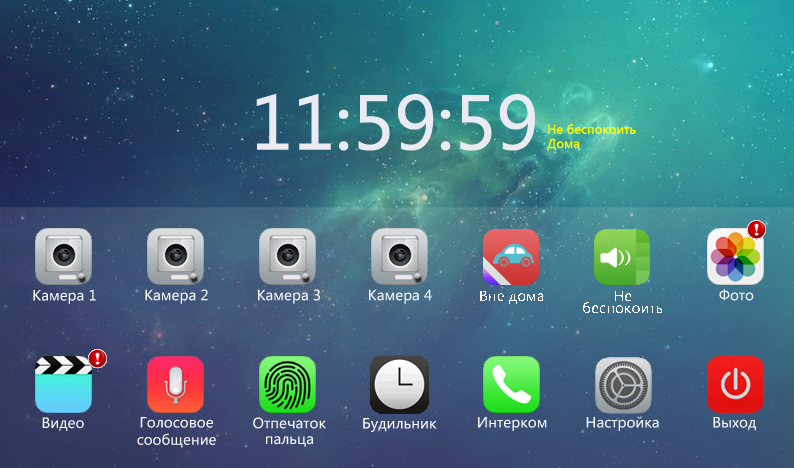 11:59:59
Не беспокоить
Дома
Камера 1
Камера 2
Камера 3
Камера 4
Вне дома
Не
беспокоить
Фото
Видео
Голосовое
сообщение
Отпечаток
пальца
Будильник
Интерком
Настройка
Выход